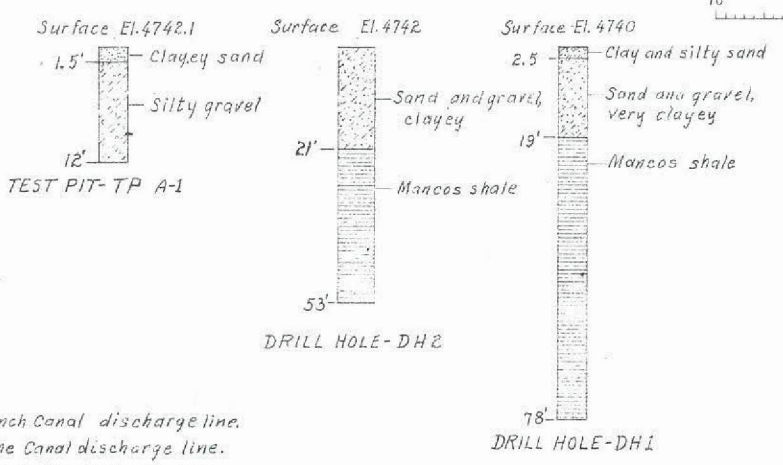 10
Surface El. 4742.1
1.5'
Clayey sand
Silty gravel
12'
TEST PIT- TP A-1
Surface El. 4742
Sand and gravel,
clayey
21'
Mancos shale
53'
DRILL HOLE- DH2
Surface El. 4740
2.5
Clay and silty sand
Sand and gravel,
very clayey
19'
Mancos shale
78'
DRILL HOLE-DH1
nch Canal discharge line.
ne Canal discharge line.